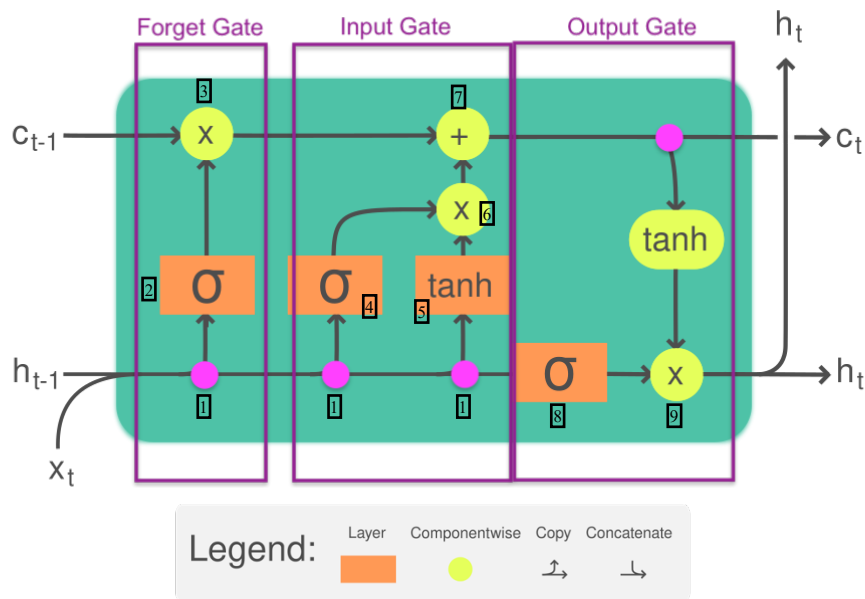 Forget Gate Input Gate Output Gate
h_t
3 7
c_{t-1} x + c_t
x 6
tanh
2 σ σ 4 5 tanh
h_{t-1} σ x h_t
1 1 1 8 9
x_t
Legend: Layer Componentwise Copy Concatenate